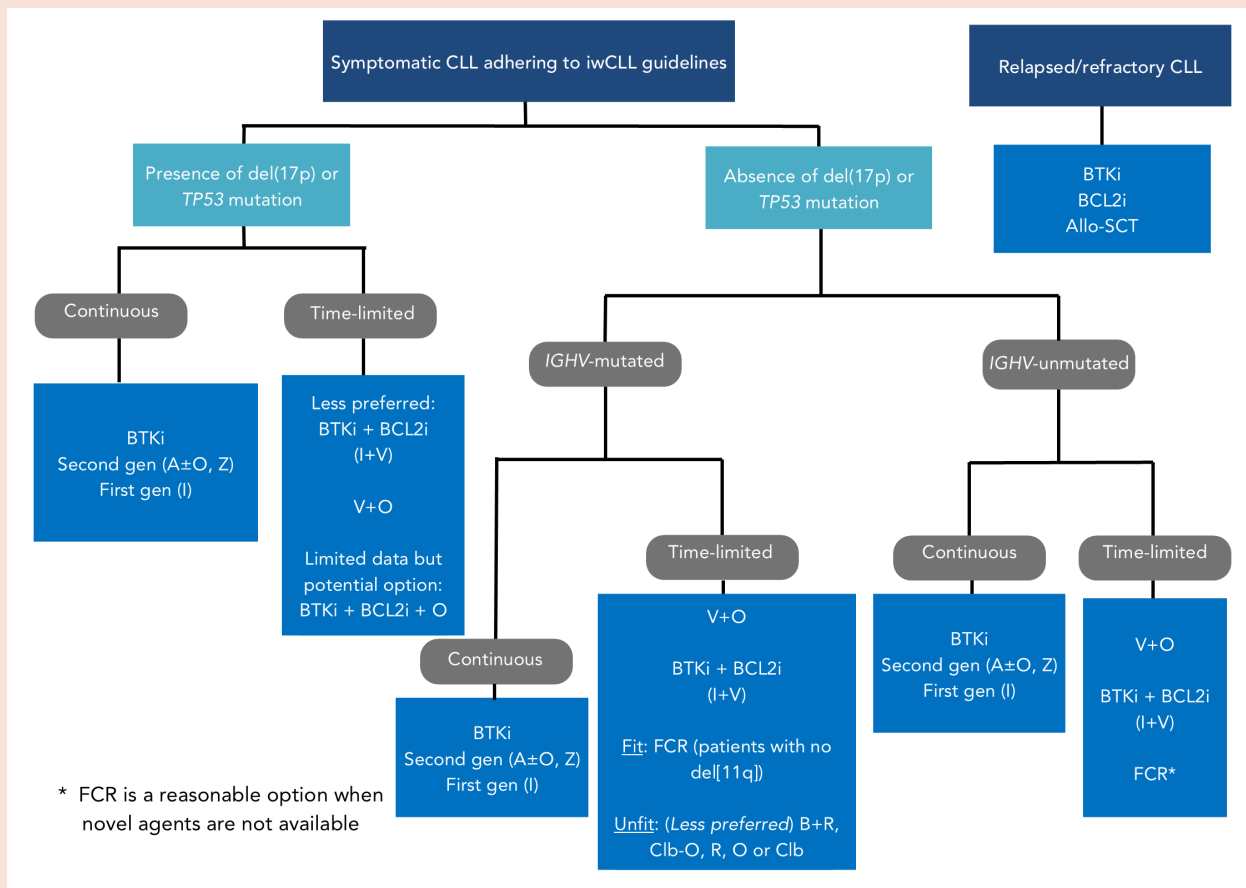 Symptomatic CLL adhering to iwCLL guidelines
Relapsed/refractory CLL
BTKi
BCL2i
Allo-SCT
Presence of del(17p) or
TP53 mutation
Absence of del(17p) or
TP53 mutation
Continuous
Time-limited
BTKi
Second gen (A±O, Z)
First gen (I)
Less preferred:
BTKi + BCL2i
(I+V)
V+O
Limited data but
potential option:
BTKi + BCL2i + O
IGHV-mutated
IGHV-unmutated
Continuous
Time-limited
BTKi
Second gen (A±O, Z)
First gen (I)
V+O
BTKi + BCL2i
(I+V)
Fit: FCR (patients with no
del[11q])
Unfit: (Less preferred) B+R,
Clb-O, R, O or Clb
Continuous
Time-limited
BTKi
Second gen (A±O, Z)
First gen (I)
V+O
BTKi + BCL2i
(I+V)
FCR*
* FCR is a reasonable option when
novel agents are not available